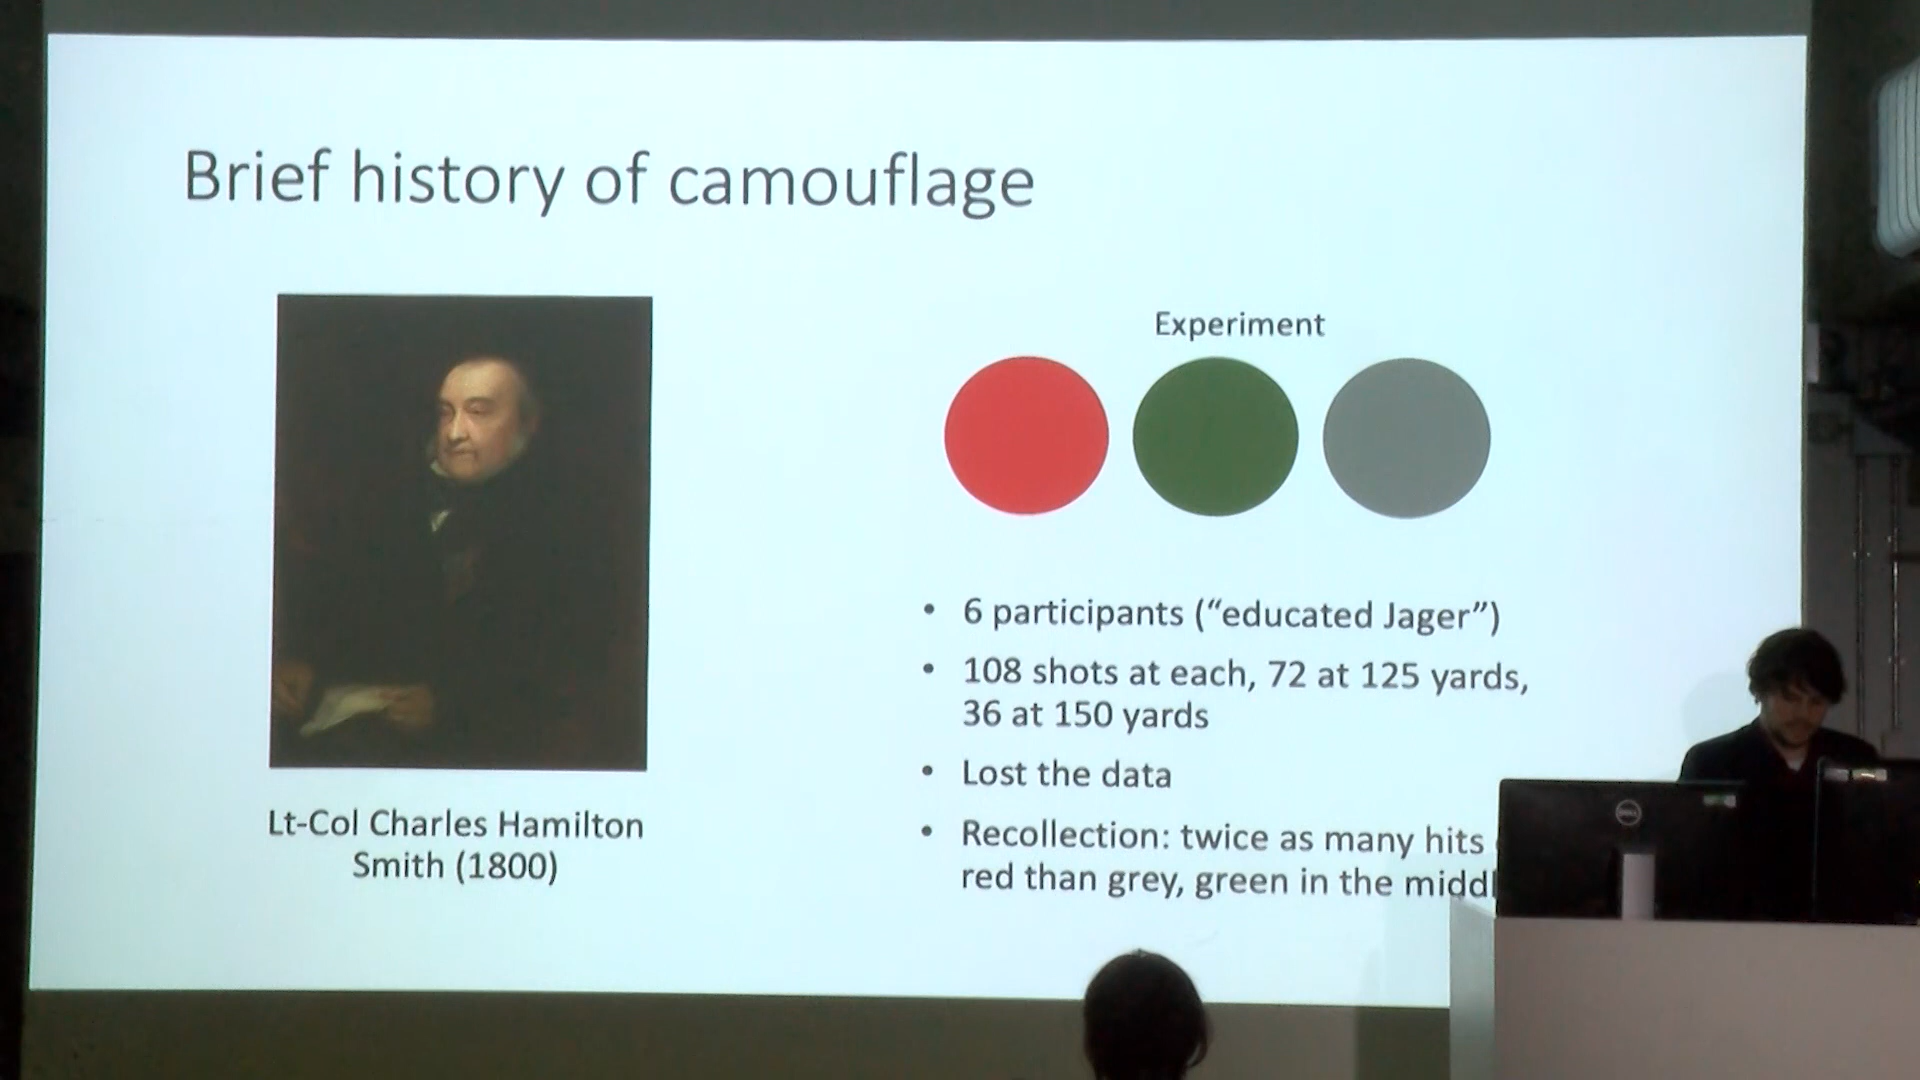 Brief history of camouflage
Lt-Col Charles Hamilton
Smith (1800)
Experiment
• 6 participants (“educated Jager”)
• 108 shots at each, 72 at 125 yards,
36 at 150 yards
• Lost the data
• Recollection: twice as many hits
red than grey, green in the middl
DELL